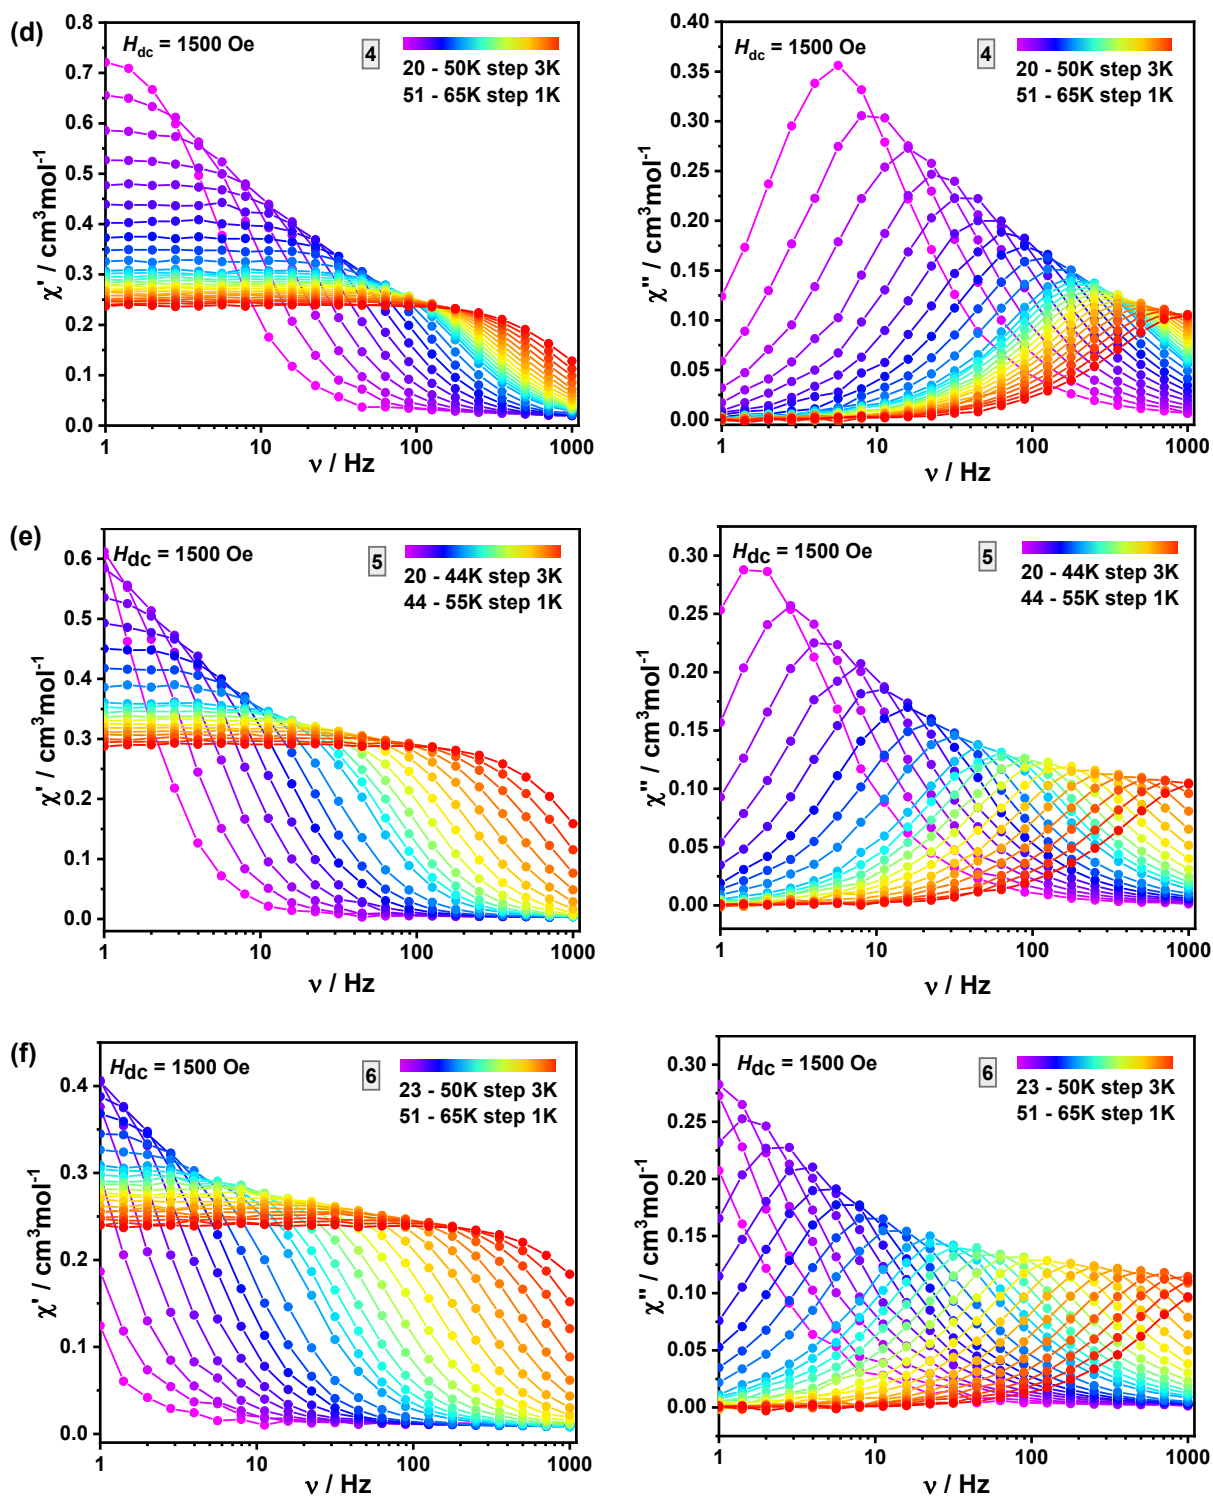 (d)
H_dc = 1500 Oe
4
20 - 50K step 3K
51 - 65K step 1K
0.8
0.7
0.6
0.5
0.4
0.3
0.2
0.1
0.0
χ' / cm³mol⁻¹
1
10
100
1000
ν / Hz
4
20 - 50K step 3K
51 - 65K step 1K
H_dc = 1500 Oe
0.40
0.35
0.30
0.25
0.20
0.15
0.10
0.05
0.00
χ'' / cm³mol⁻¹
1
10
100
1000
ν / Hz
(e)
H_dc = 1500 Oe
5
20 - 44K step 3K
44 - 55K step 1K
0.6
0.5
0.4
0.3
0.2
0.1
0.0
χ' / cm³mol⁻¹
1
10
100
1000
ν / Hz
H_dc = 1500 Oe
5
20 - 44K step 3K
44 - 55K step 1K
0.30
0.25
0.20
0.15
0.10
0.05
0.00
χ'' / cm³mol⁻¹
1
10
100
1000
ν / Hz
(f)
H_dc = 1500 Oe
6
23 - 50K step 3K
51 - 65K step 1K
0.4
0.3
0.2
0.1
0.0
χ' / cm³mol⁻¹
1
10
100
1000
ν / Hz
H_dc = 1500 Oe
6
23 - 50K step 3K
51 - 65K step 1K
0.30
0.25
0.20
0.15
0.10
0.05
0.00
χ'' / cm³mol⁻¹
1
10
100
1000
ν / Hz